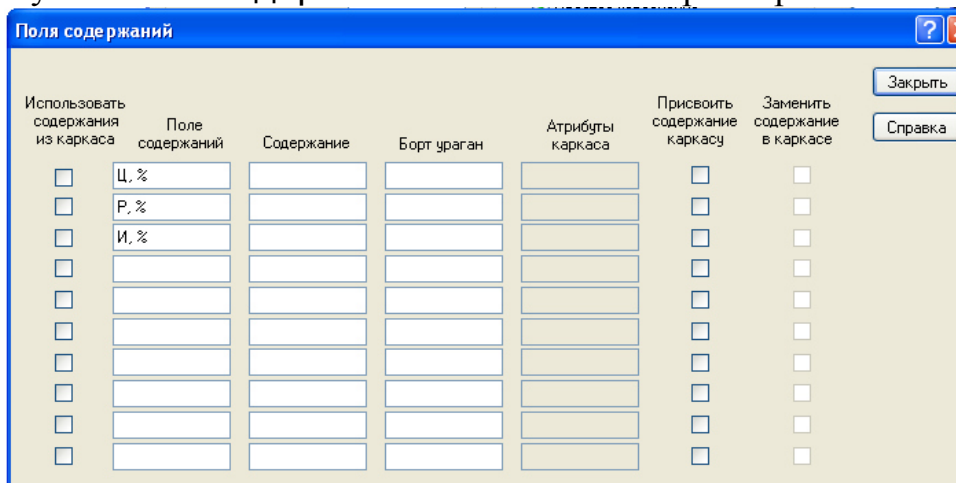 Поля содержаний
Закрыть
Справка
Использовать содержания из каркаса
Поле содержаний
Содержание
Борт ураган
Атрибуты каркаса
Присвоить содержание каркасу
Заменить содержание в каркасе
Ц, %
Р, %
И, %